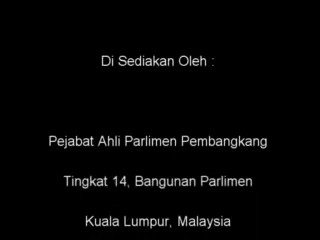 Di Sediakan Oleh :
Pejabat Ahli Parlimen Pembangkang
Tingkat 14, Bangunan Parlimen
Kuala Lumpur, Malaysia